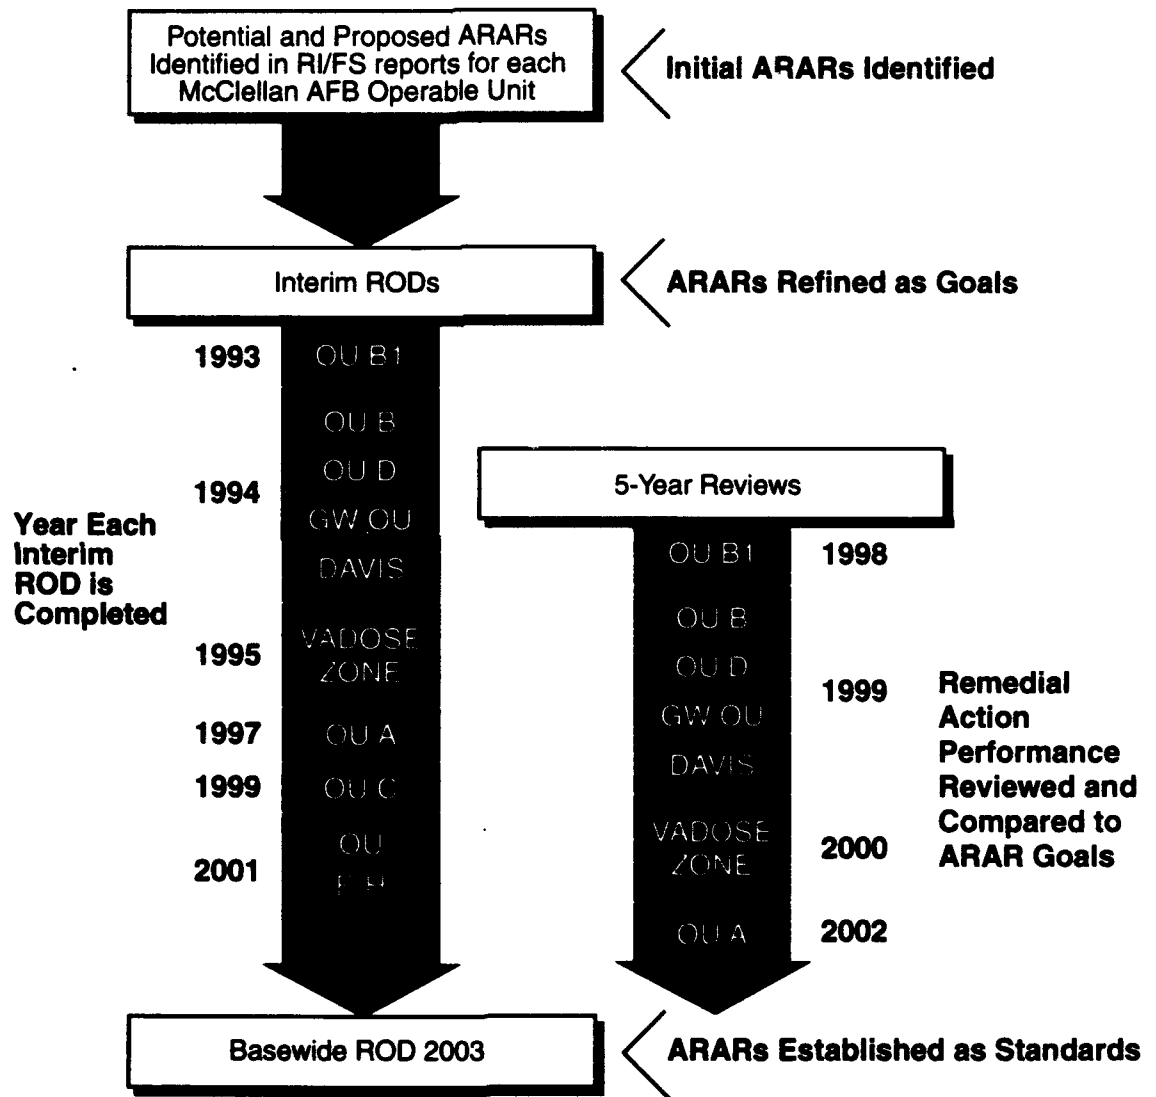 Potential and Proposed ARARs
Identified in RI/FS reports for each
McClellan AFB Operable Unit
Initial ARARs Identified
Interim RODs
ARARs Refined as Goals
Year Each
Interim
ROD is
Completed
1993
OU B1
OU B
OU D
1994
GW OU
DAVIS
1995
VADOSE
ZONE
1997
OU A
1999
OU C
2001
OU
5-Year Reviews
OU B1
1998
OU B
OU D
1999
GW OU
DAVIS
VADOSE
ZONE
2000
OU A
2002
Remedial
Action
Performance
Reviewed and
Compared to
ARAR Goals
Basewide ROD 2003
ARARs Established as Standards